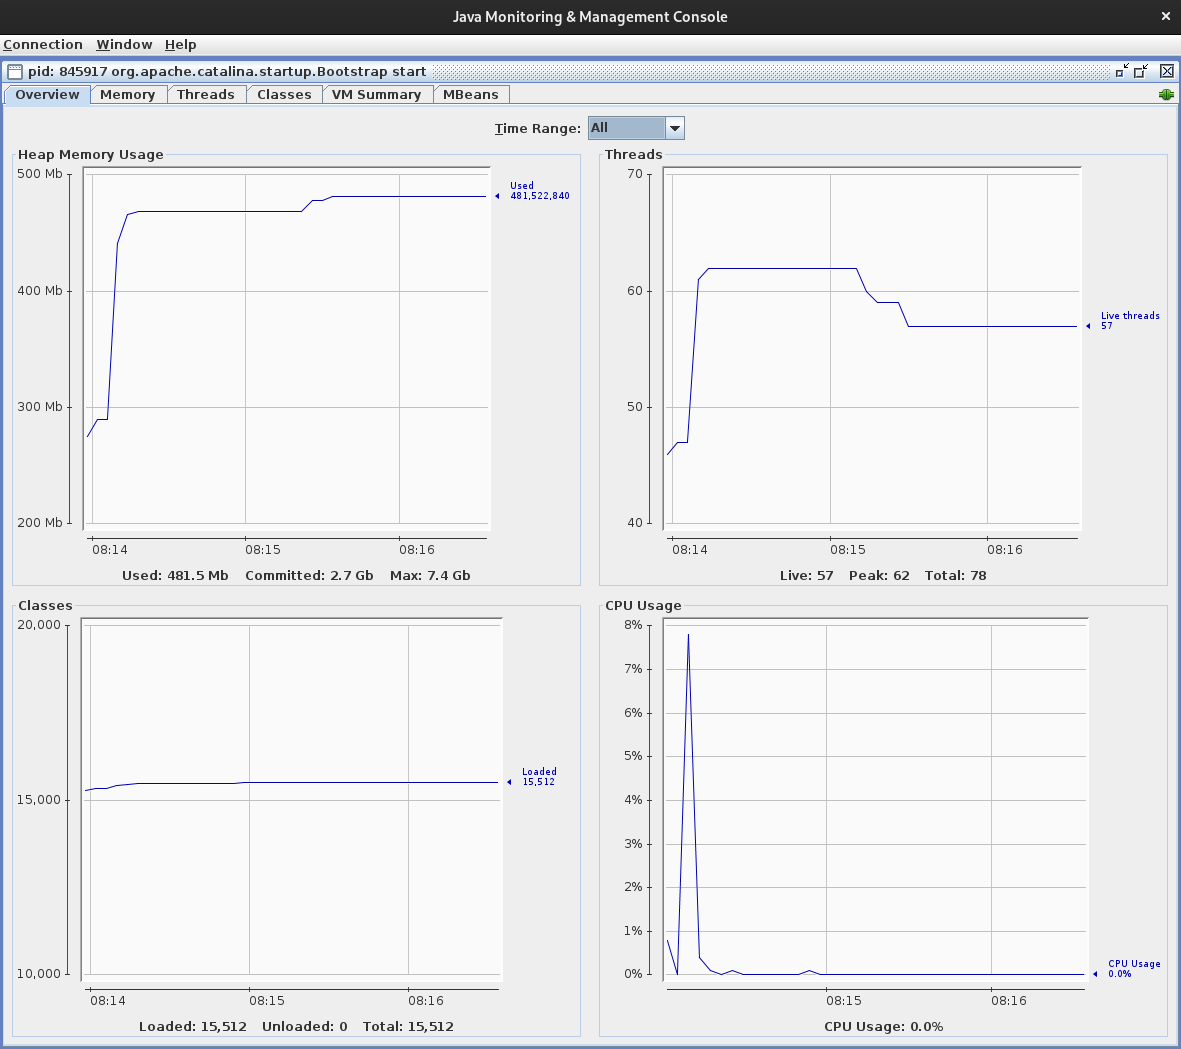 Java Monitoring & Management Console
Connection Window Help
pid: 845917 org.apache.catalina.startup.Bootstrap start
Overview Memory Threads Classes VM Summary MBeans
Time Range: All
Heap Memory Usage
500 Mb
400 Mb
300 Mb
200 Mb
Used
481,522,840
08:14 08:15 08:16
Used: 481.5 Mb Committed: 2.7 Gb Max: 7.4 Gb
Threads
70
60
50
40
Live threads
57
08:14 08:15 08:16
Live: 57 Peak: 62 Total: 78
Classes
20,000
15,000
10,000
Loaded
15,512
08:14 08:15 08:16
Loaded: 15,512 Unloaded: 0 Total: 15,512
CPU Usage
8%
7%
6%
5%
4%
3%
2%
1%
0%
CPU Usage
0.0%
08:15 08:16
CPU Usage: 0.0%